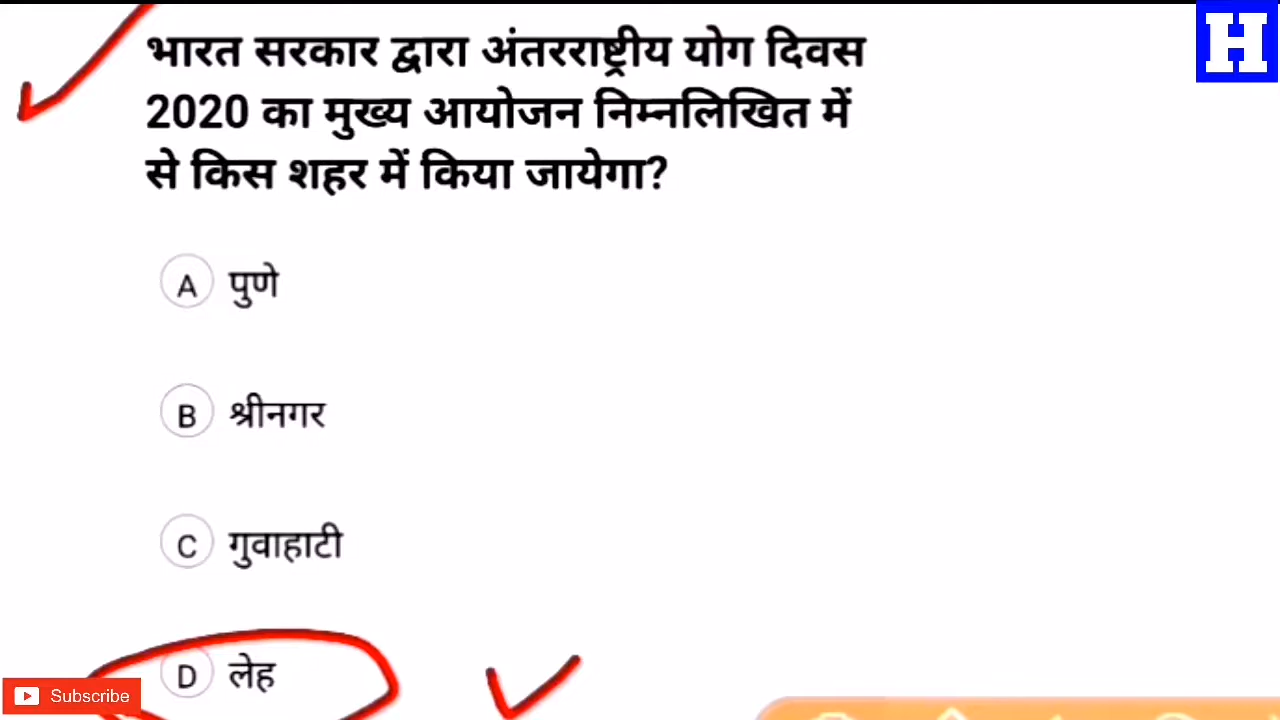 भारत सरकार द्वारा अंतरराष्ट्रीय योग दिवस
2020 का मुख्य आयोजन निम्नलिखित में
से किस शहर में किया जायेगा?
A पुणे
B श्रीनगर
C गुवाहाटी
D लेह
Subscribe
H